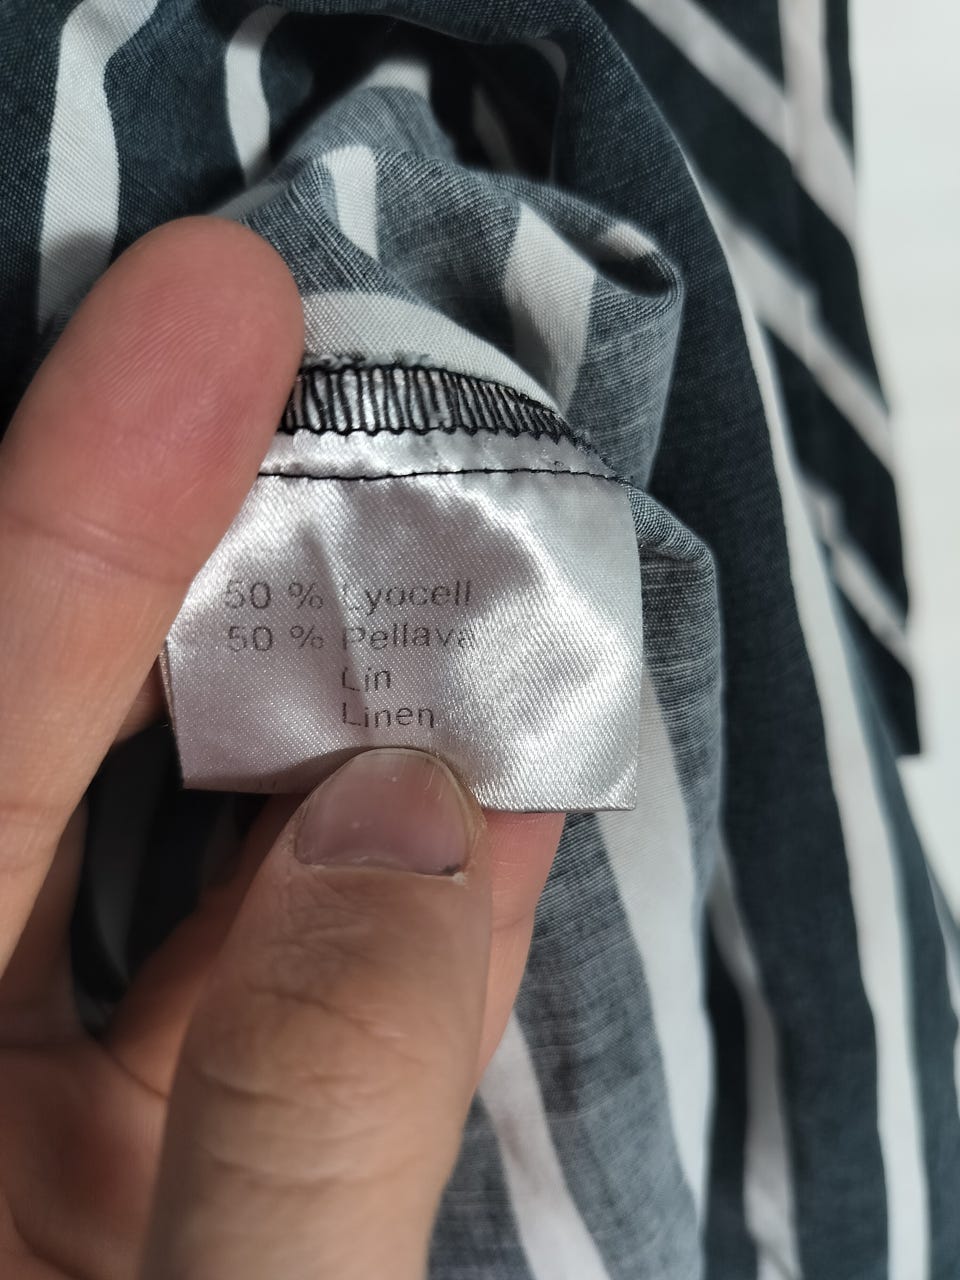 50 % Lyocell
50 % Pellava
Lin
Linen